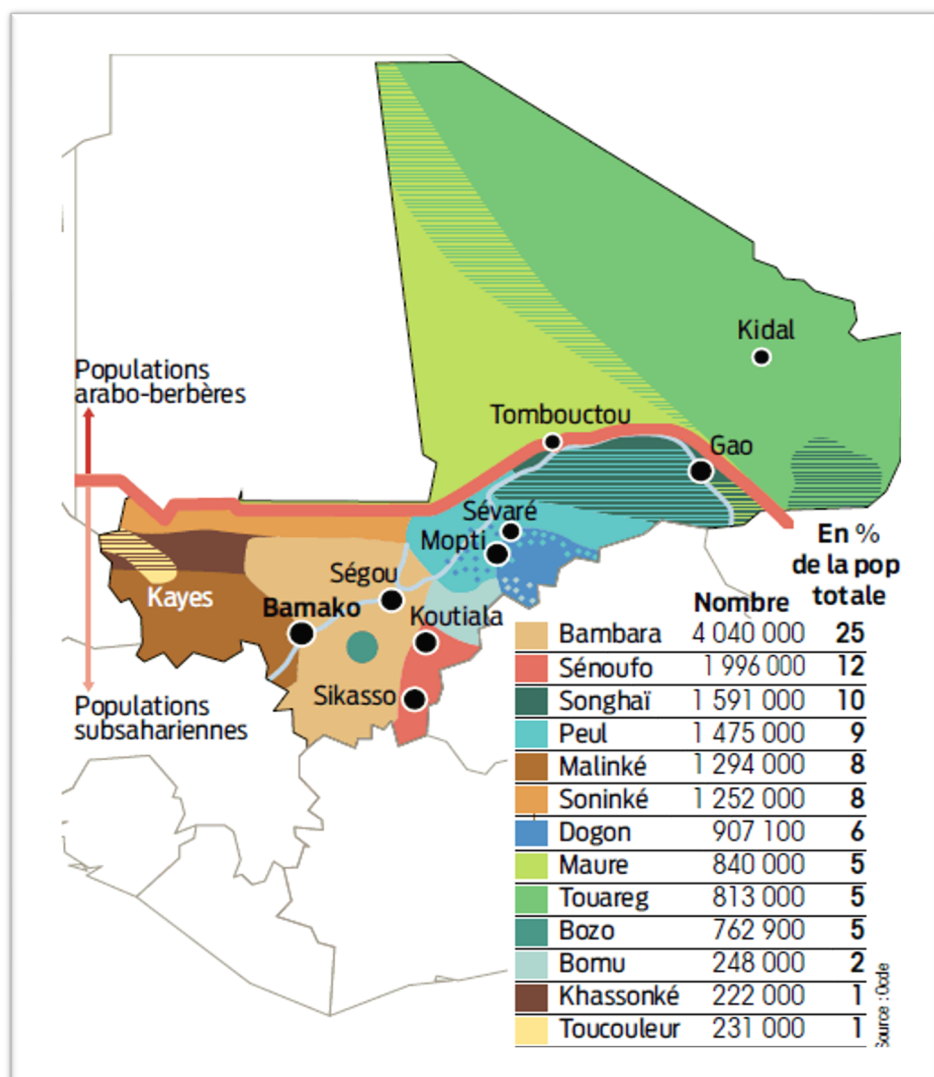 Kidal
Populations
arabo-berbères
Tombouctou
Gao
Sévaré
Mopti
Ségou
Kayes
Bamako
Koutiala
Sikasso
Populations
subsahariennes
En %
de la pop
Nombre totale
Bambara 4 040 000 25
Sénoufo 1 996 000 12
Songhaï 1 591 000 10
Peul 1 475 000 9
Malinké 1 294 000 8
Soninké 1 252 000 8
Dogon 907 100 6
Maure 840 000 5
Touareg 813 000 5
Bozo 762 900 5
Bomu 248 000 2
Khassonké 222 000 1
Toucouleur 231 000 1